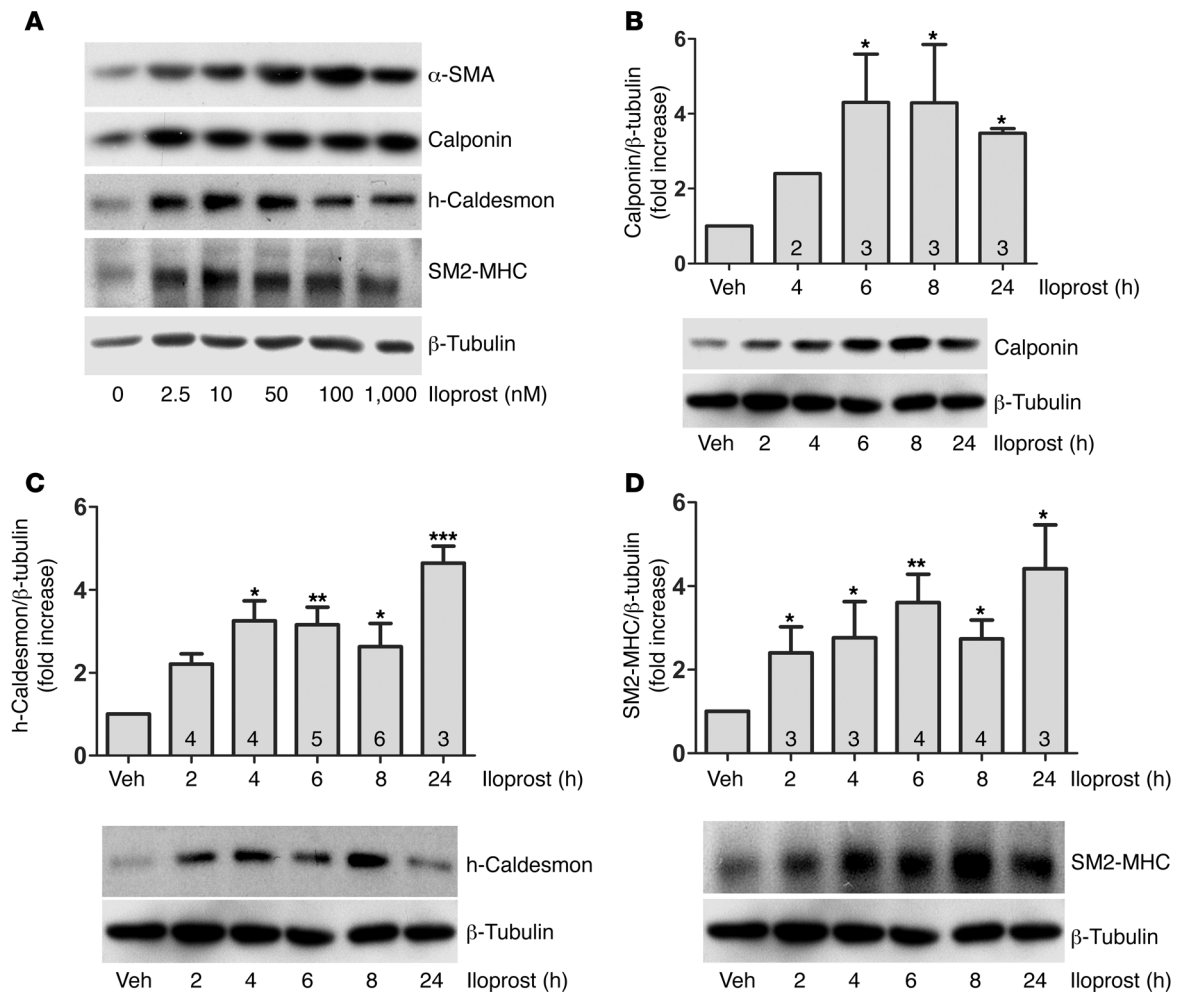 A
α-SMA
Calponin
h-Caldesmon
SM2-MHC
β-Tubulin
0 2.5 10 50 100 1,000 Iloprost (nM)
B
Calponin/β-tubulin
(fold increase)
6
4
2
0
* * *
2 3 3 3
Veh 4 6 8 24 Iloprost (h)
Calponin
β-Tubulin
Veh 2 4 6 8 24 Iloprost (h)
C
h-Caldesmon/β-tubulin
(fold increase)
6
4
2
0
* ** * ***
4 4 5 6 3
Veh 2 4 6 8 24 Iloprost (h)
h-Caldesmon
β-Tubulin
Veh 2 4 6 8 24 Iloprost (h)
D
SM2-MHC/β-tubulin
(fold increase)
6
4
2
0
* * ** * *
3 3 4 4 3
Veh 2 4 6 8 24 Iloprost (h)
SM2-MHC
β-Tubulin
Veh 2 4 6 8 24 Iloprost (h)